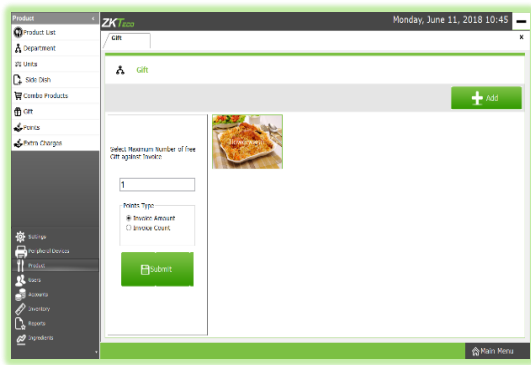 Product
Product List
Department
Units
Side Dish
Combo Products
Gift
Points
Extra Charges
Settings
Peripheral Devices
Product
Users
Accounts
Inventory
Reports
Ingredients
ZKTeco
Monday, June 11, 2018 10:45
Gift
x
Gift
Add
Select Maximum Number of free
Gift against Invoice
1
Points Type
Invoice Amount
Invoice Count
Submit
Main Menu